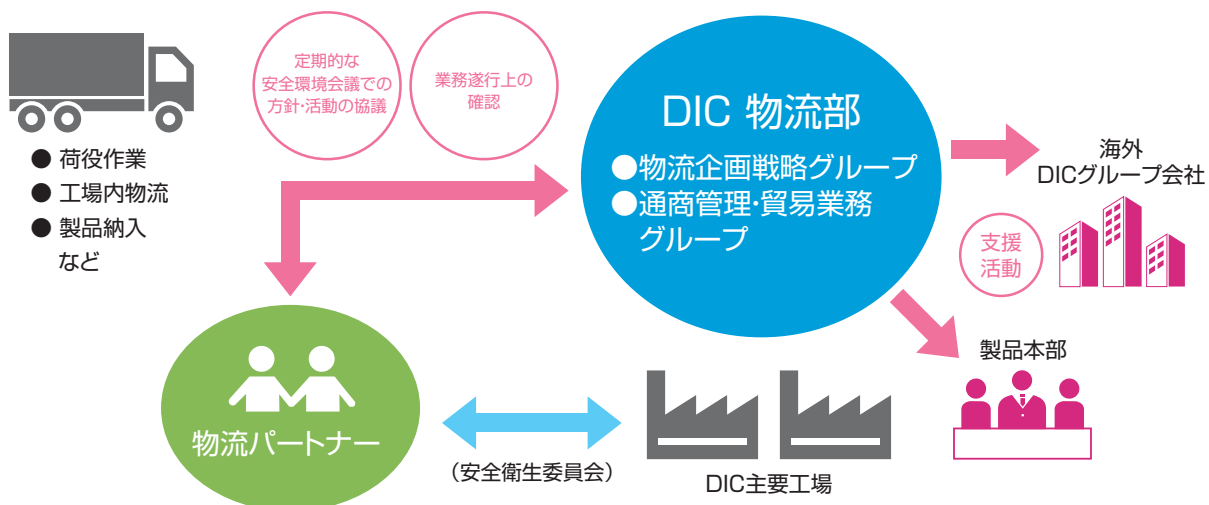 定期的な
安全環境会議での
方針・活動の協議
業務遂行上の
確認
● 荷役作業
● 工場内物流
● 製品納入
など
DIC 物流部
●物流企画戦略グループ
●通商管理・貿易業務
グループ
海外
DICグループ会社
支援
活動
製品本部
物流パートナー
（安全衛生委員会）
DIC主要工場